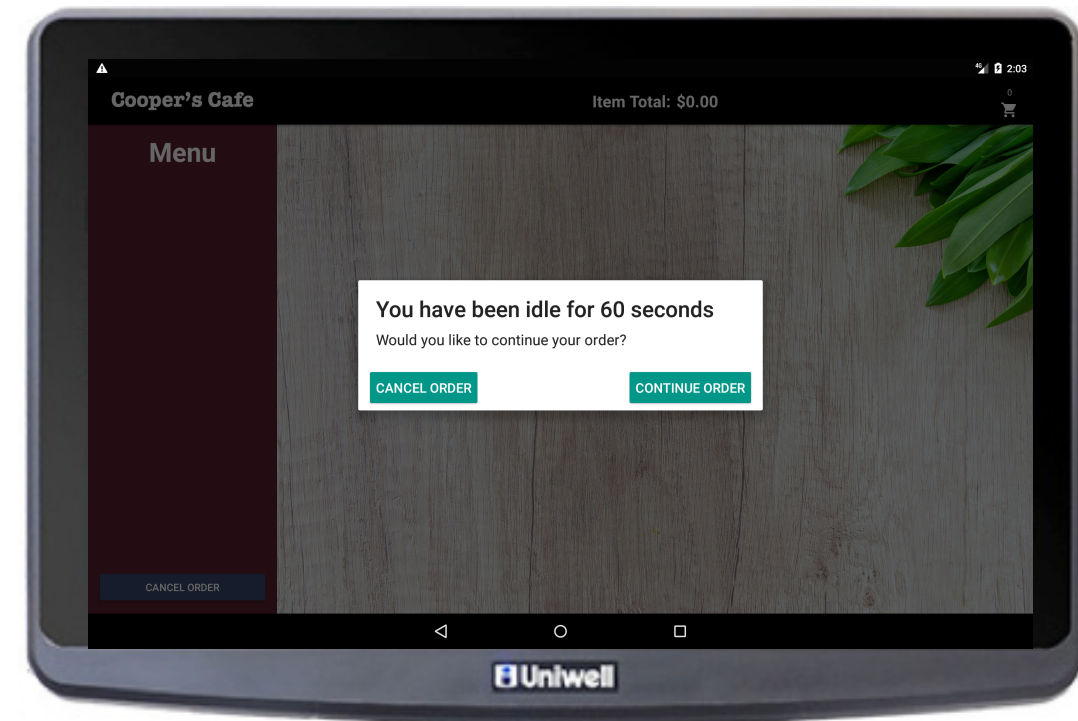 4G 2:03
Cooper's Cafe
Item Total: $0.00
0
Menu
You have been idle for 60 seconds
Would you like to continue your order?
CANCEL ORDER
CONTINUE ORDER
CANCEL ORDER
Uniwell